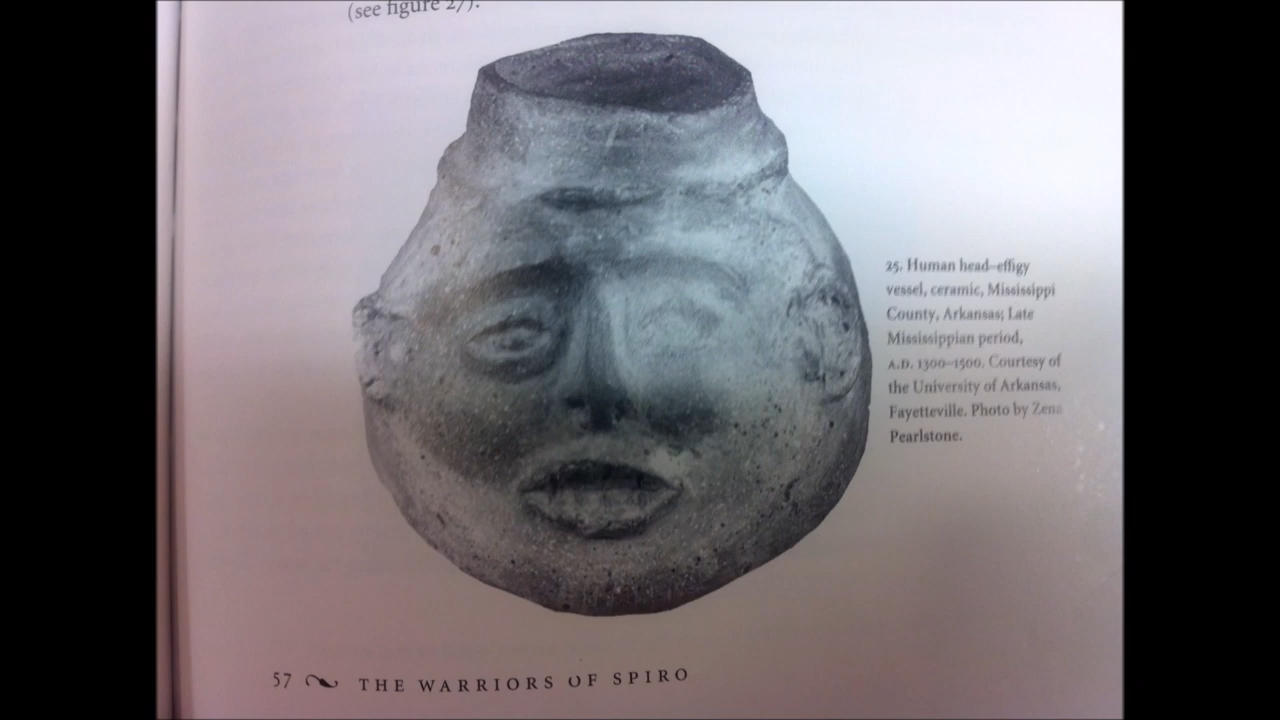 (see figure 27).
25. Human head–effigy
vessel, ceramic, Mississippi
County, Arkansas; Late
Mississippian period,
A.D. 1300–1500. Courtesy of
the University of Arkansas,
Fayetteville. Photo by Zena
Pearlstone.
57 THE WARRIORS OF SPIRO